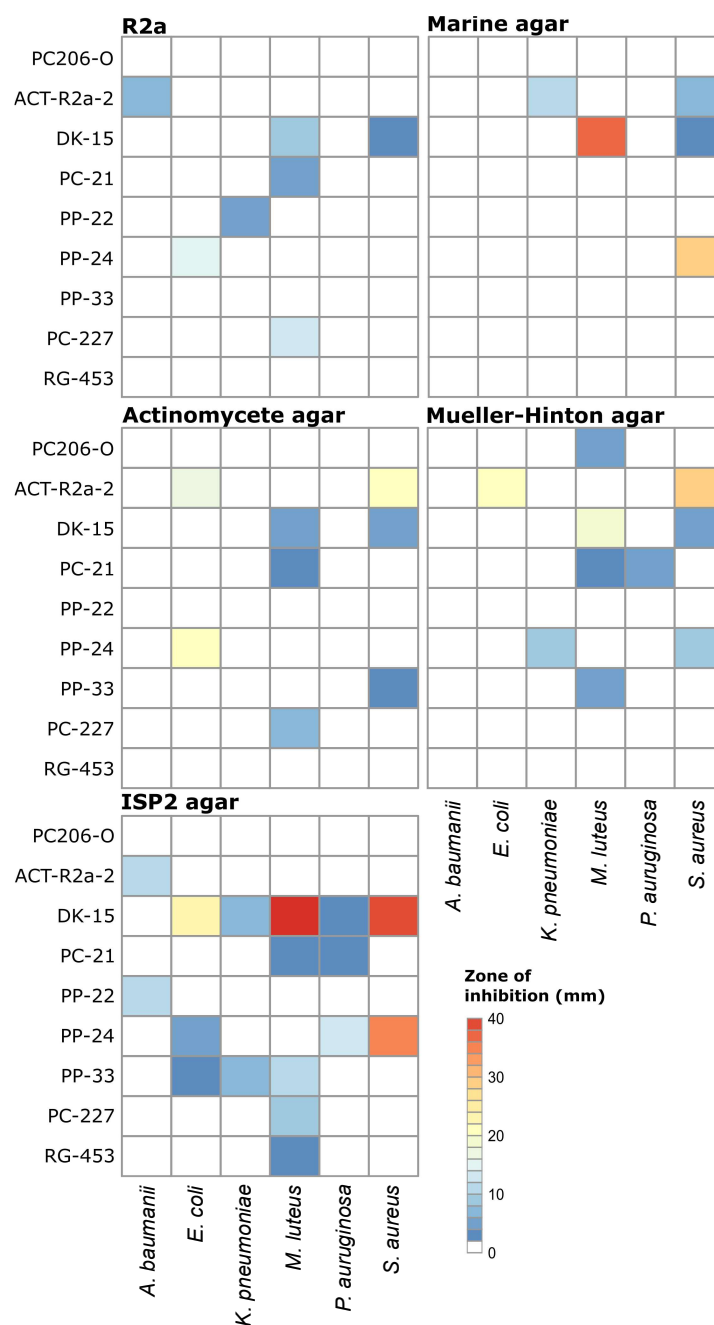 R2a
Marine agar
PC206-O
ACT-R2a-2
DK-15
PC-21
PP-22
PP-24
PP-33
PC-227
RG-453
Actinomycete agar
Mueller-Hinton agar
PC206-O
ACT-R2a-2
DK-15
PC-21
PP-22
PP-24
PP-33
PC-227
RG-453
A. baumanii
E. coli
K. pneumoniae
M. luteus
P. auruginosa
S. aureus
ISP2 agar
PC206-O
ACT-R2a-2
DK-15
PC-21
PP-22
PP-24
PP-33
PC-227
RG-453
A. baumanii
E. coli
K. pneumoniae
M. luteus
P. auruginosa
S. aureus
Zone of
inhibition (mm)
40
30
20
10
0